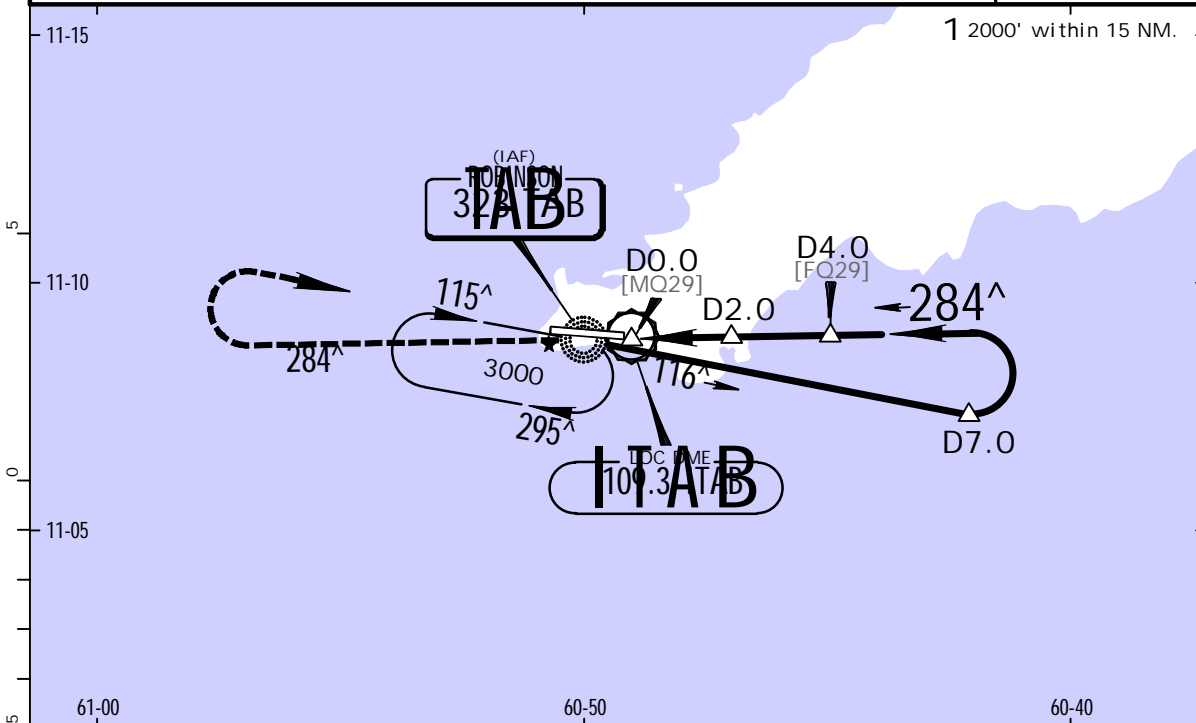 11-15
1 2000' within 15 NM.
(IAF)
ROBINSON
323 TAB
TAB
5
D0.0
[MQ29]
D4.0
[FQ29]
11-10
115^
D2.0
284^
284^
3000
116^
295^
D7.0
LOC DME
109.3 ITAB
ITAB
0
11-05
5
61-00
60-50
60-40